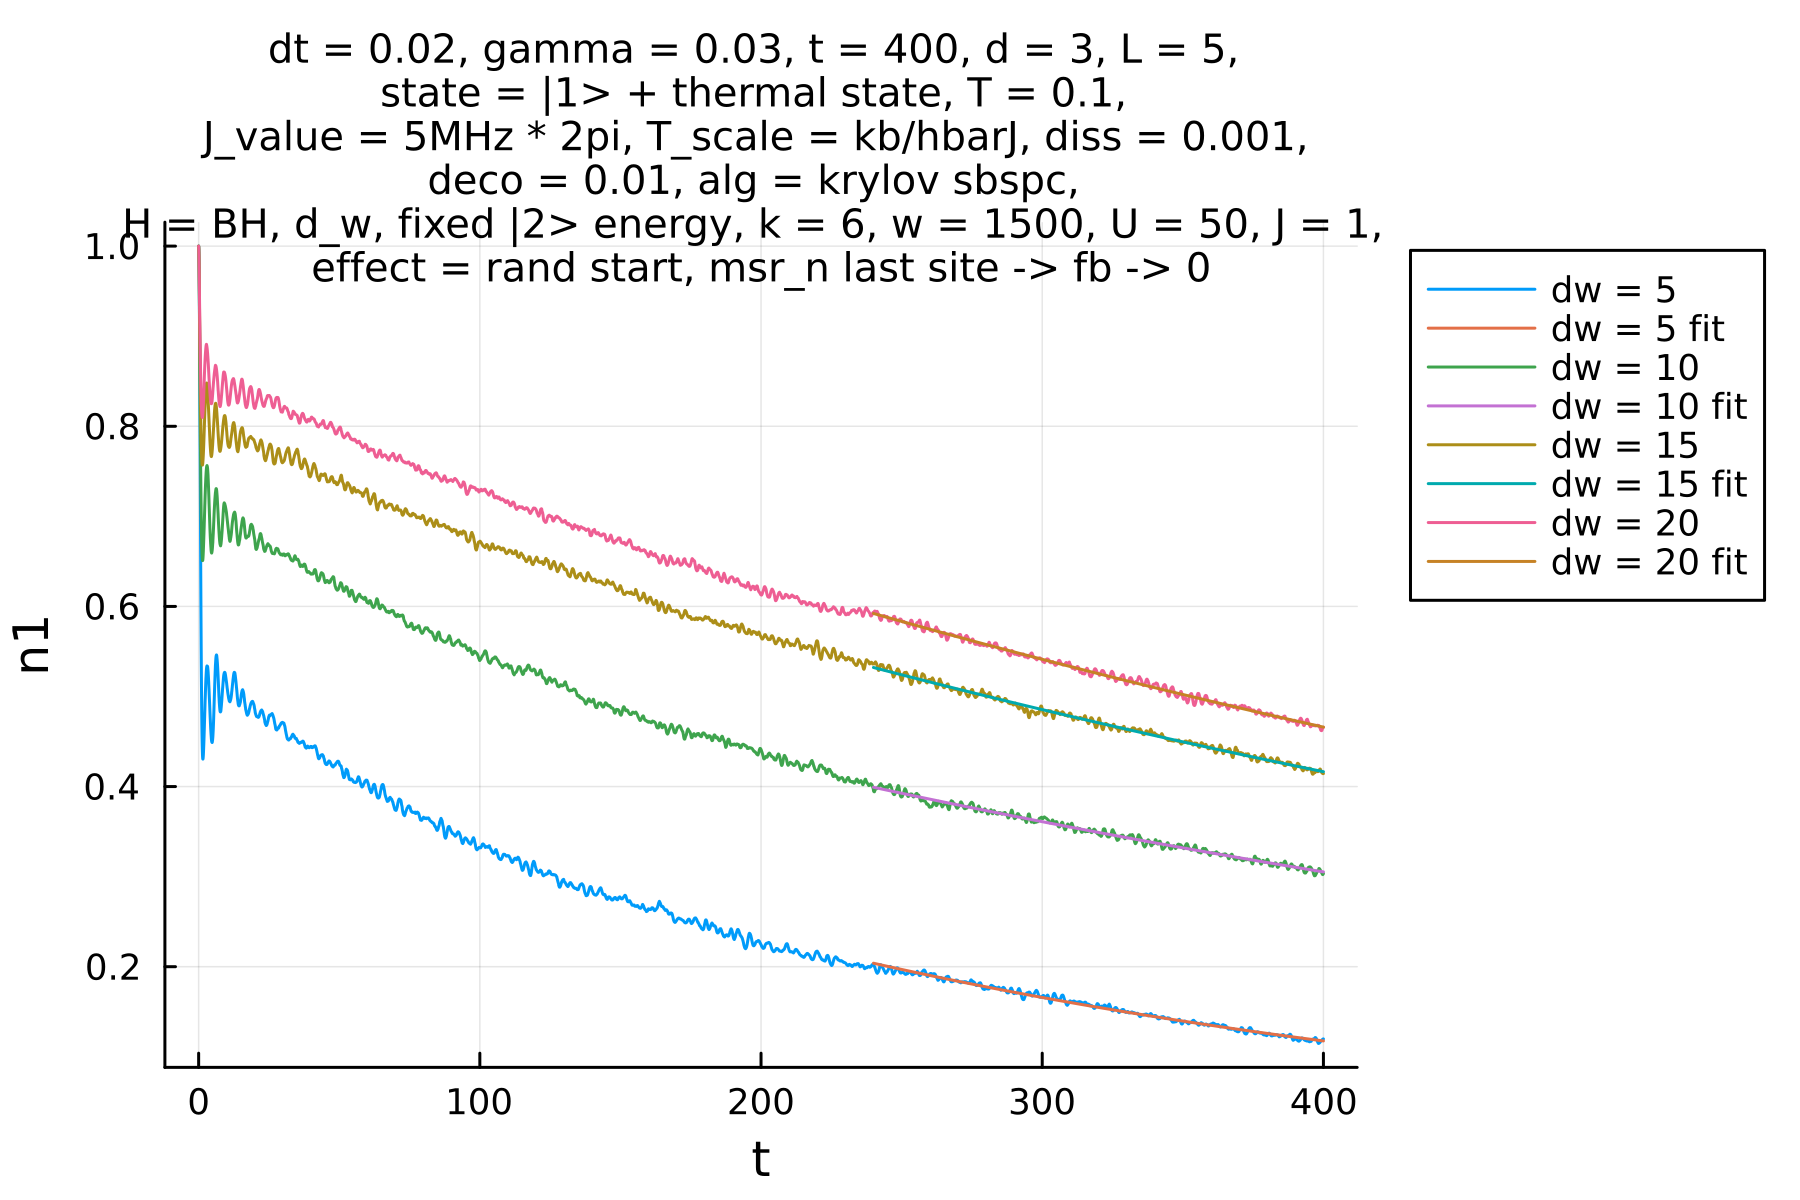 dt = 0.02, gamma = 0.03, t = 400, d = 3, L = 5,
state = |1> + thermal state, T = 0.1,
J_value = 5MHz * 2pi, T_scale = kb/hbarJ, diss = 0.001,
deco = 0.01, alg = krylov sbspc,
H = BH, d_w, fixed |2> energy, k = 6, w = 1500, U = 50, J = 1,
effect = rand start, msr_n last site -> fb -> 0
1.0
0.8
0.6
0.4
0.2
n1
0 100 200 300 400
t
dw = 5
dw = 5 fit
dw = 10
dw = 10 fit
dw = 15
dw = 15 fit
dw = 20
dw = 20 fit